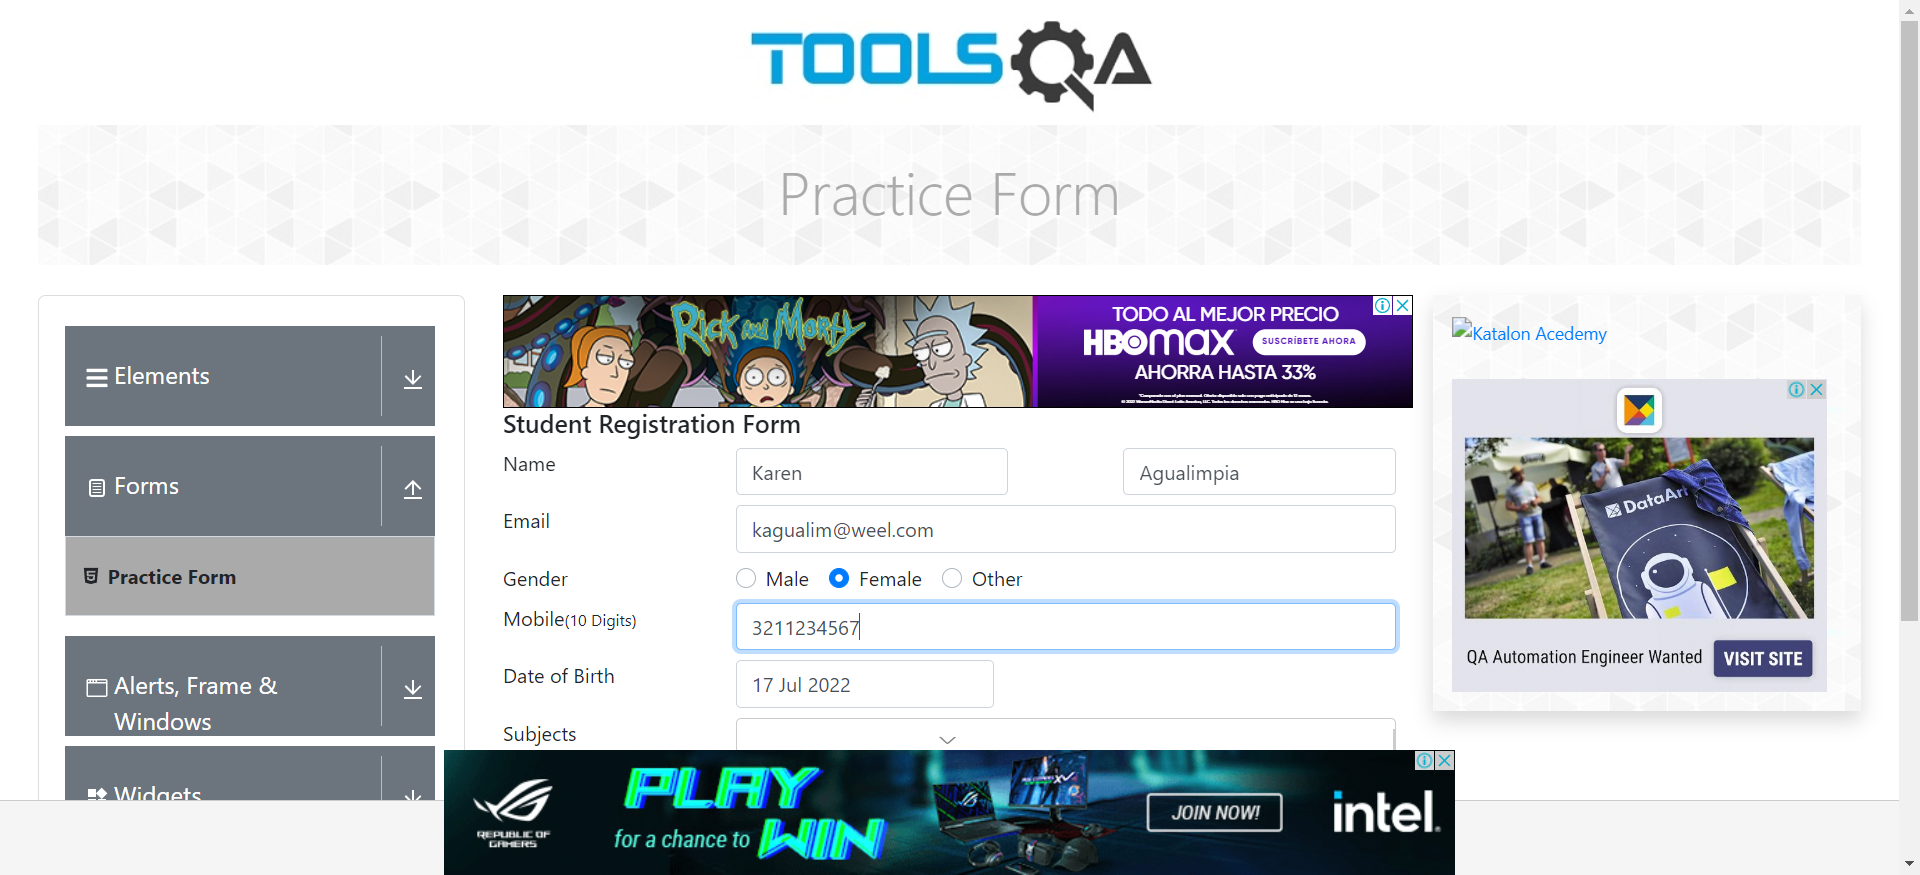 TOOLSQA
Practice Form
Elements
Forms
Practice Form
Alerts, Frame &
Windows
Widgets
Rick and Morty
TODO AL MEJOR PRECIO
HBOMAX
SUSCRÍBETE AHORA
AHORRA HASTA 33%
Student Registration Form
Name
Karen
Agualimpia
Email
kagualim@weel.com
Gender
Male
Female
Other
Mobile(10 Digits)
3211234567
Date of Birth
17 Jul 2022
Subjects
Katalon Acedemy
DataArt
QA Automation Engineer Wanted
VISIT SITE
REPUBLIC OF
GAMERS
PLAY
for a chance to WIN
JOIN NOW!
intel.